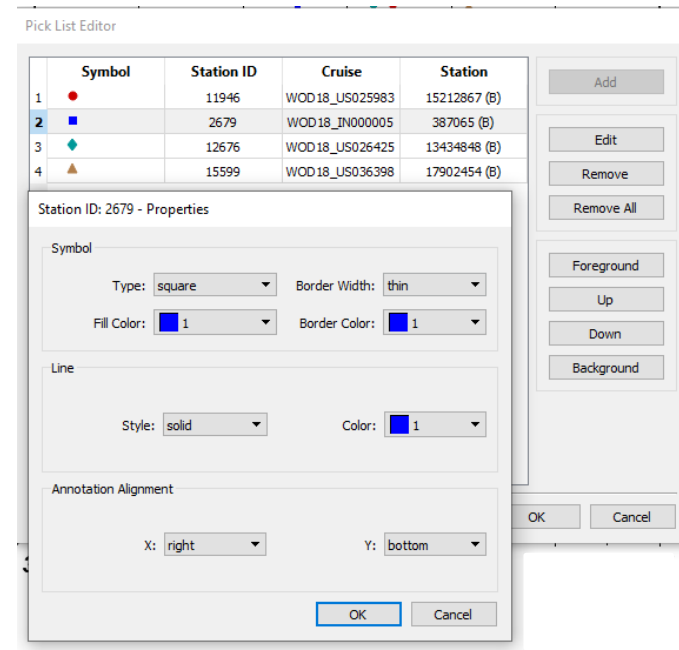 Pick List Editor
Symbol Station ID Cruise Station
1 11946 WOD18_US025983 15212867 (B)
2 2679 WOD18_IN000005 387065 (B)
3 12676 WOD18_US026425 13434848 (B)
4 15599 WOD18_US036398 17902454 (B)
Add
Edit
Remove
Remove All
Foreground
Up
Down
Background
OK Cancel
Station ID: 2679 - Properties
Symbol
Type: square Border Width: thin
Fill Color: 1 Border Color: 1
Line
Style: solid Color: 1
Annotation Alignment
X: right Y: bottom
OK Cancel